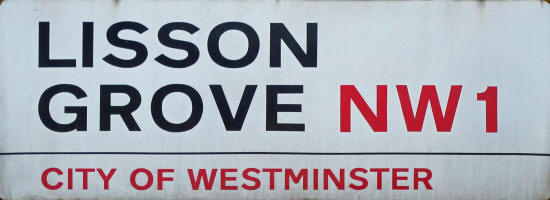 LISSON
GROVE NW1
CITY OF WESTMINSTER